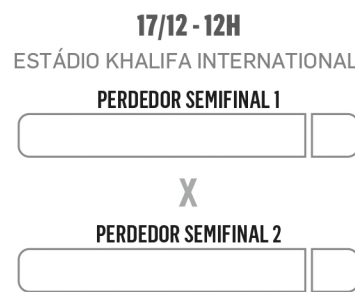 17/12 - 12H
ESTÁDIO KHALIFA INTERNATIONAL
PERDEDOR SEMIFINAL 1
X
PERDEDOR SEMIFINAL 2